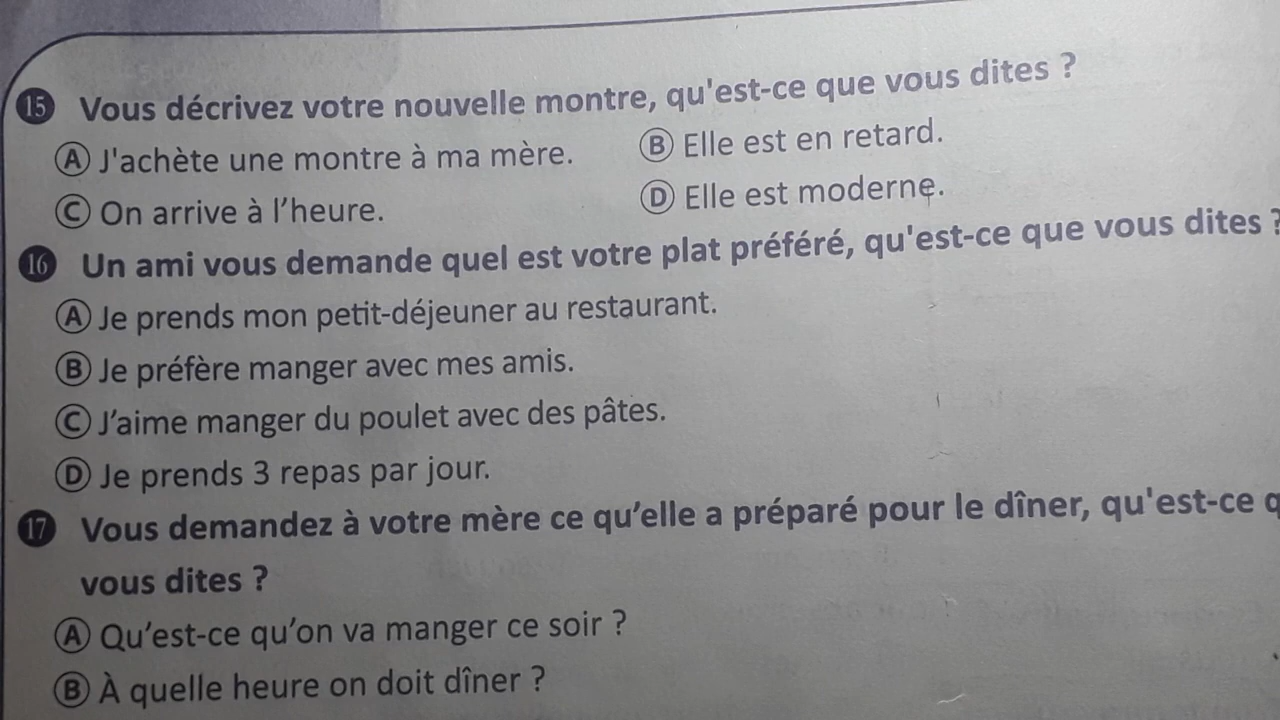 15 Vous décrivez votre nouvelle montre, qu'est-ce que vous dites ?
A J'achète une montre à ma mère. B Elle est en retard.
C On arrive à l’heure. D Elle est moderne.
16 Un ami vous demande quel est votre plat préféré, qu'est-ce que vous dites ?
A Je prends mon petit-déjeuner au restaurant.
B Je préfère manger avec mes amis.
C J’aime manger du poulet avec des pâtes.
D Je prends 3 repas par jour.
17 Vous demandez à votre mère ce qu’elle a préparé pour le dîner, qu'est-ce
vous dites ?
A Qu’est-ce qu’on va manger ce soir ?
B À quelle heure on doit dîner ?